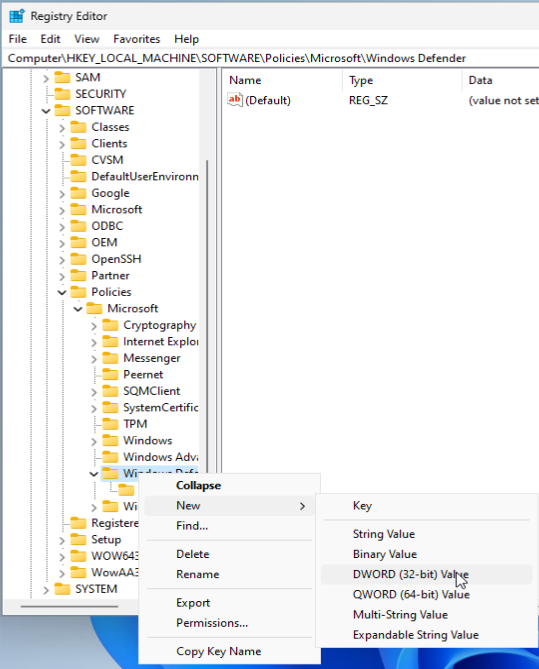 Registry Editor
File Edit View Favorites Help
Computer\HKEY_LOCAL_MACHINE\SOFTWARE\Policies\Microsoft\Windows Defender
Name Type Data
SAM
SECURITY
SOFTWARE
Classes
Clients
CVSM
DefaultUserEnvironn
Google
Microsoft
ODBC
OEM
OpenSSH
Partner
Policies
Microsoft
Cryptography
Internet Explor
Messenger
Peernet
SQMClient
SystemCertific
TPM
Windows
Windows Adva
Windows Defe
Wi
Registere
Setup
WOW643
WowAA3
SYSTEM
ab (Default) REG_SZ (value not set
Collapse
New
Find...
Delete
Rename
Export
Permissions...
Copy Key Name
Key
String Value
Binary Value
DWORD (32-bit) Value
QWORD (64-bit) Value
Multi-String Value
Expandable String Value